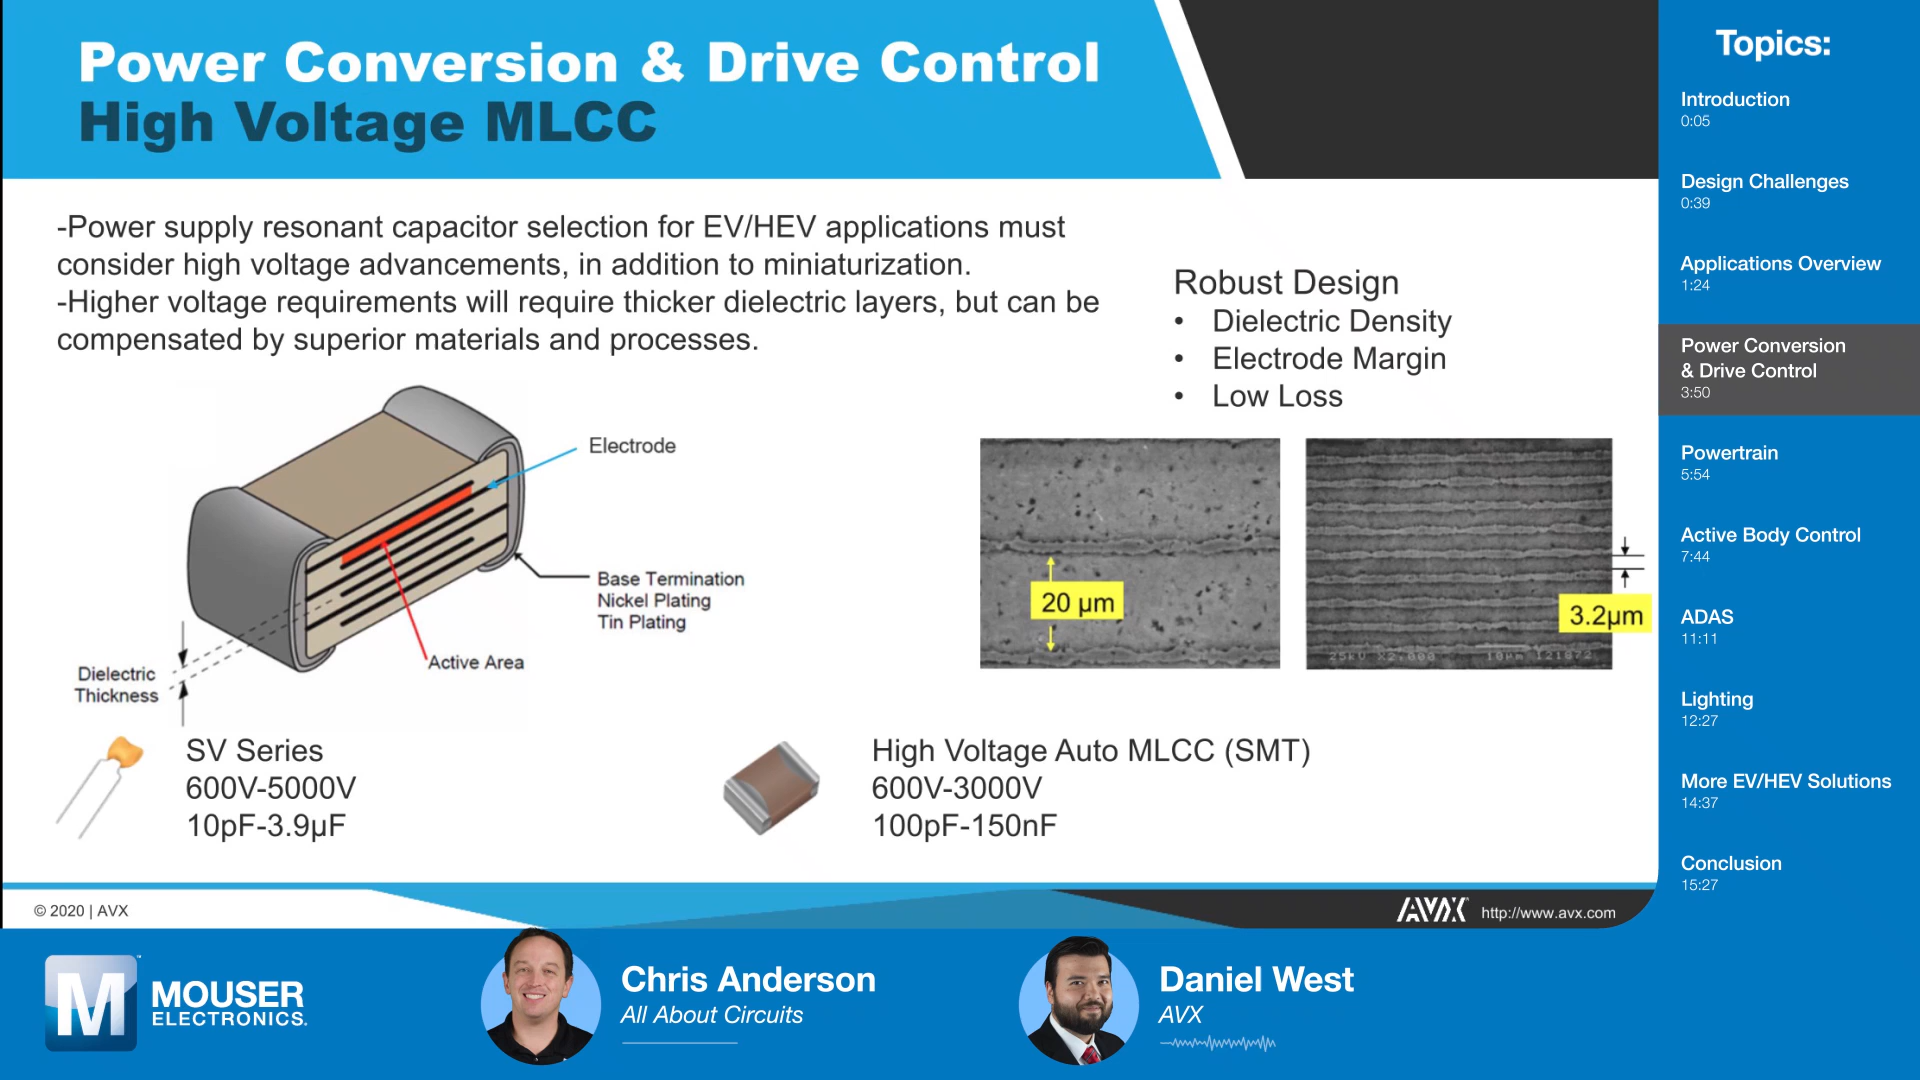 Power Conversion & Drive Control
High Voltage MLCC
-Power supply resonant capacitor selection for EV/HEV applications must
consider high voltage advancements, in addition to miniaturization.
-Higher voltage requirements will require thicker dielectric layers, but can be
compensated by superior materials and processes.
Robust Design
• Dielectric Density
• Electrode Margin
• Low Loss
Electrode
Base Termination
Nickel Plating
Tin Plating
Active Area
Dielectric
Thickness
20 µm
3.2µm
25kV X2,000 10µm 121872
SV Series
600V-5000V
10pF-3.9µF
High Voltage Auto MLCC (SMT)
600V-3000V
100pF-150nF
© 2020 | AVX
AVX
http://www.avx.com
Topics:
Introduction
0:05
Design Challenges
0:39
Applications Overview
1:24
Power Conversion
& Drive Control
3:50
Powertrain
5:54
Active Body Control
7:44
ADAS
11:11
Lighting
12:27
More EV/HEV Solutions
14:37
Conclusion
15:27
M
MOUSER
ELECTRONICS.
Chris Anderson
All About Circuits
Daniel West
AVX